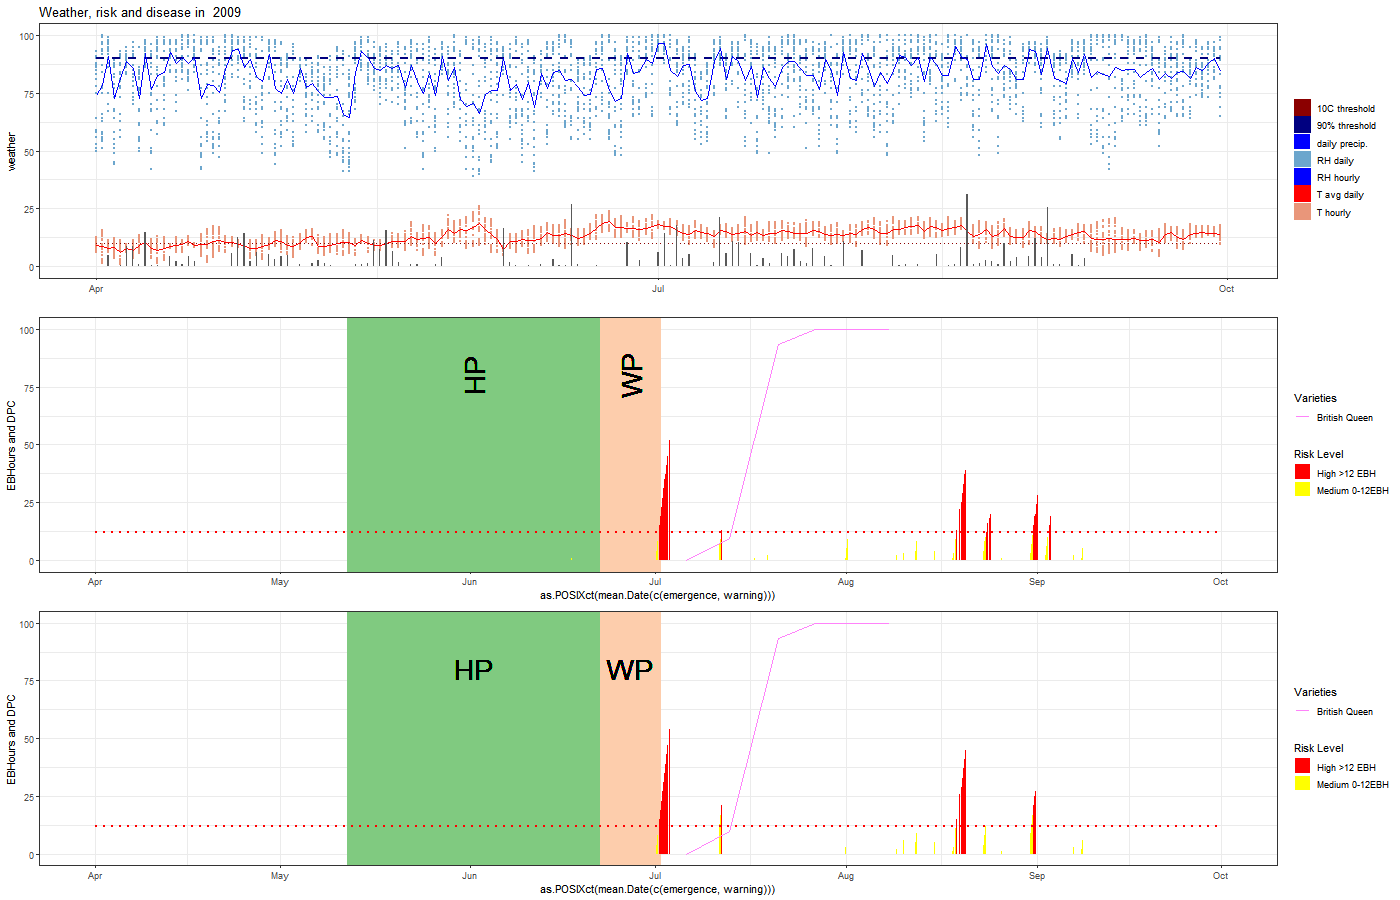 Weather, risk and disease in  2009
100
75
50
25
0
weather
Apr
Jul
Oct
10C threshold
90% threshold
daily precip.
RH daily
RH hourly
T avg daily
T hourly
100
75
50
25
0
EBHours and DPC
HP
WP
Apr
May
Jun
Jul
Aug
Sep
Oct
as.POSIXct(mean.Date(c(emergence, warning)))
Varieties
British Queen
Risk Level
High >12 EBH
Medium 0-12EBH
100
75
50
25
0
EBHours and DPC
HP
WP
Apr
May
Jun
Jul
Aug
Sep
Oct
as.POSIXct(mean.Date(c(emergence, warning)))
Varieties
British Queen
Risk Level
High >12 EBH
Medium 0-12EBH